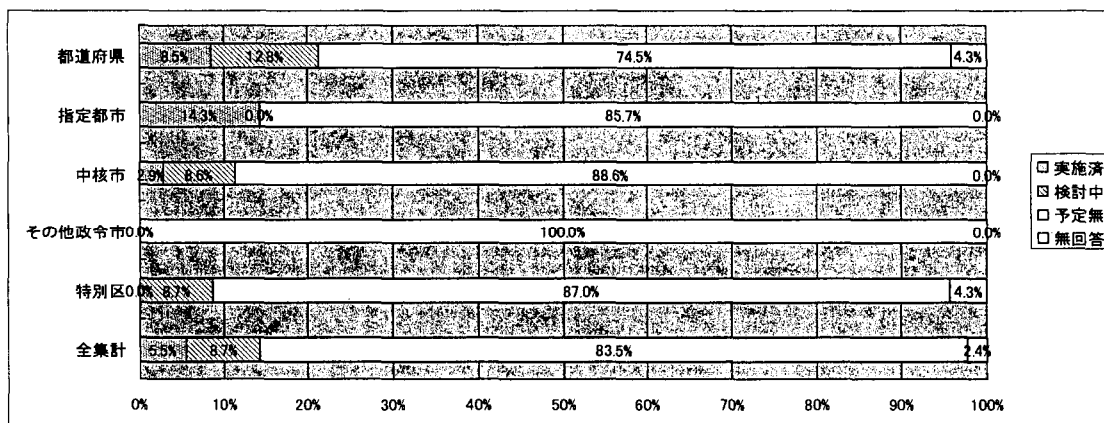 都道府県 8.5% 12.8% 74.5% 4.3%
指定都市 14.3% 0.0% 85.7% 0.0%
中核市 2.9% 8.6% 88.6% 0.0%
その他政令市 0.0% 100.0% 0.0%
特別区 0.0% 8.7% 87.0% 4.3%
全集計 5.5% 8.7% 83.5% 2.4%
0% 10% 20% 30% 40% 50% 60% 70% 80% 90% 100%
実施済
検討中
予定無
無回答